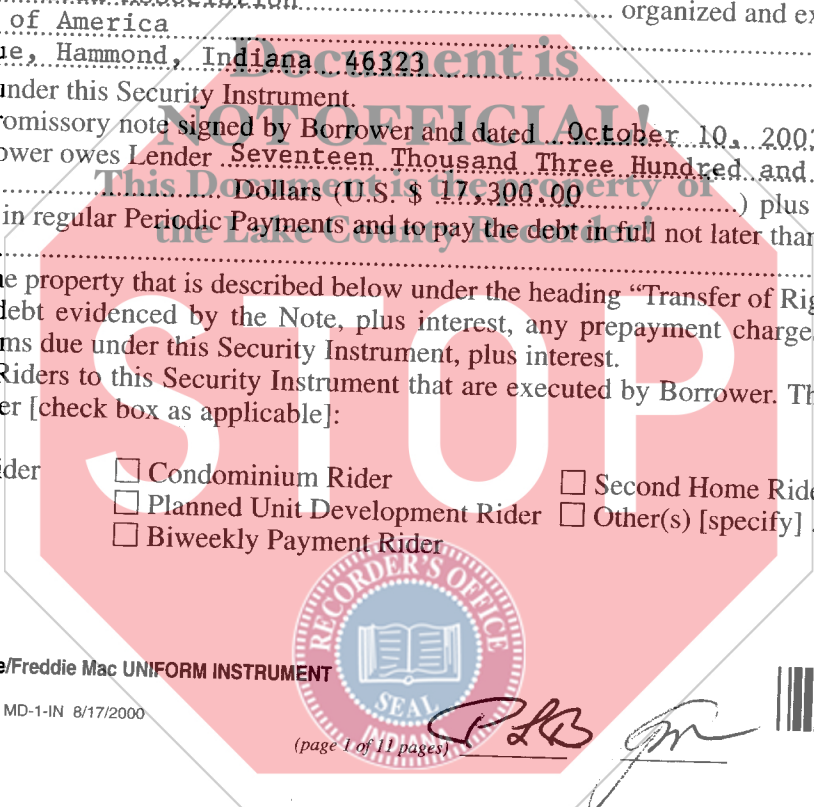 Association
organized and ex
of America
ue, Hammond, Indiana 46323
under this Security Instrument.
romissory note signed by Borrower and dated October 10, 2003
ower owes Lender Seventeen Thousand Three Hundred and
Dollars (U.S. $ 17,300.00 ) plus
in regular Periodic Payments and to pay the debt in full not later than
he property that is described below under the heading “Transfer of Rig
debt evidenced by the Note, plus interest, any prepayment charge
ms due under this Security Instrument, plus interest.
Riders to this Security Instrument that are executed by Borrower. Th
er [check box as applicable]:
ider ☐ Condominium Rider ☐ Second Home Ride
☐ Planned Unit Development Rider ☐ Other(s) [specify] .
☐ Biweekly Payment Rider
e/Freddie Mac UNIFORM INSTRUMENT
MD-1-IN 8/17/2000
(page 1 of 11 pages)
Document is
NOT OFFICIAL!
This Document is the property of
the Lake County Recorder!
STOP
RECORDER'S OFFICE
SEAL
INDIANA